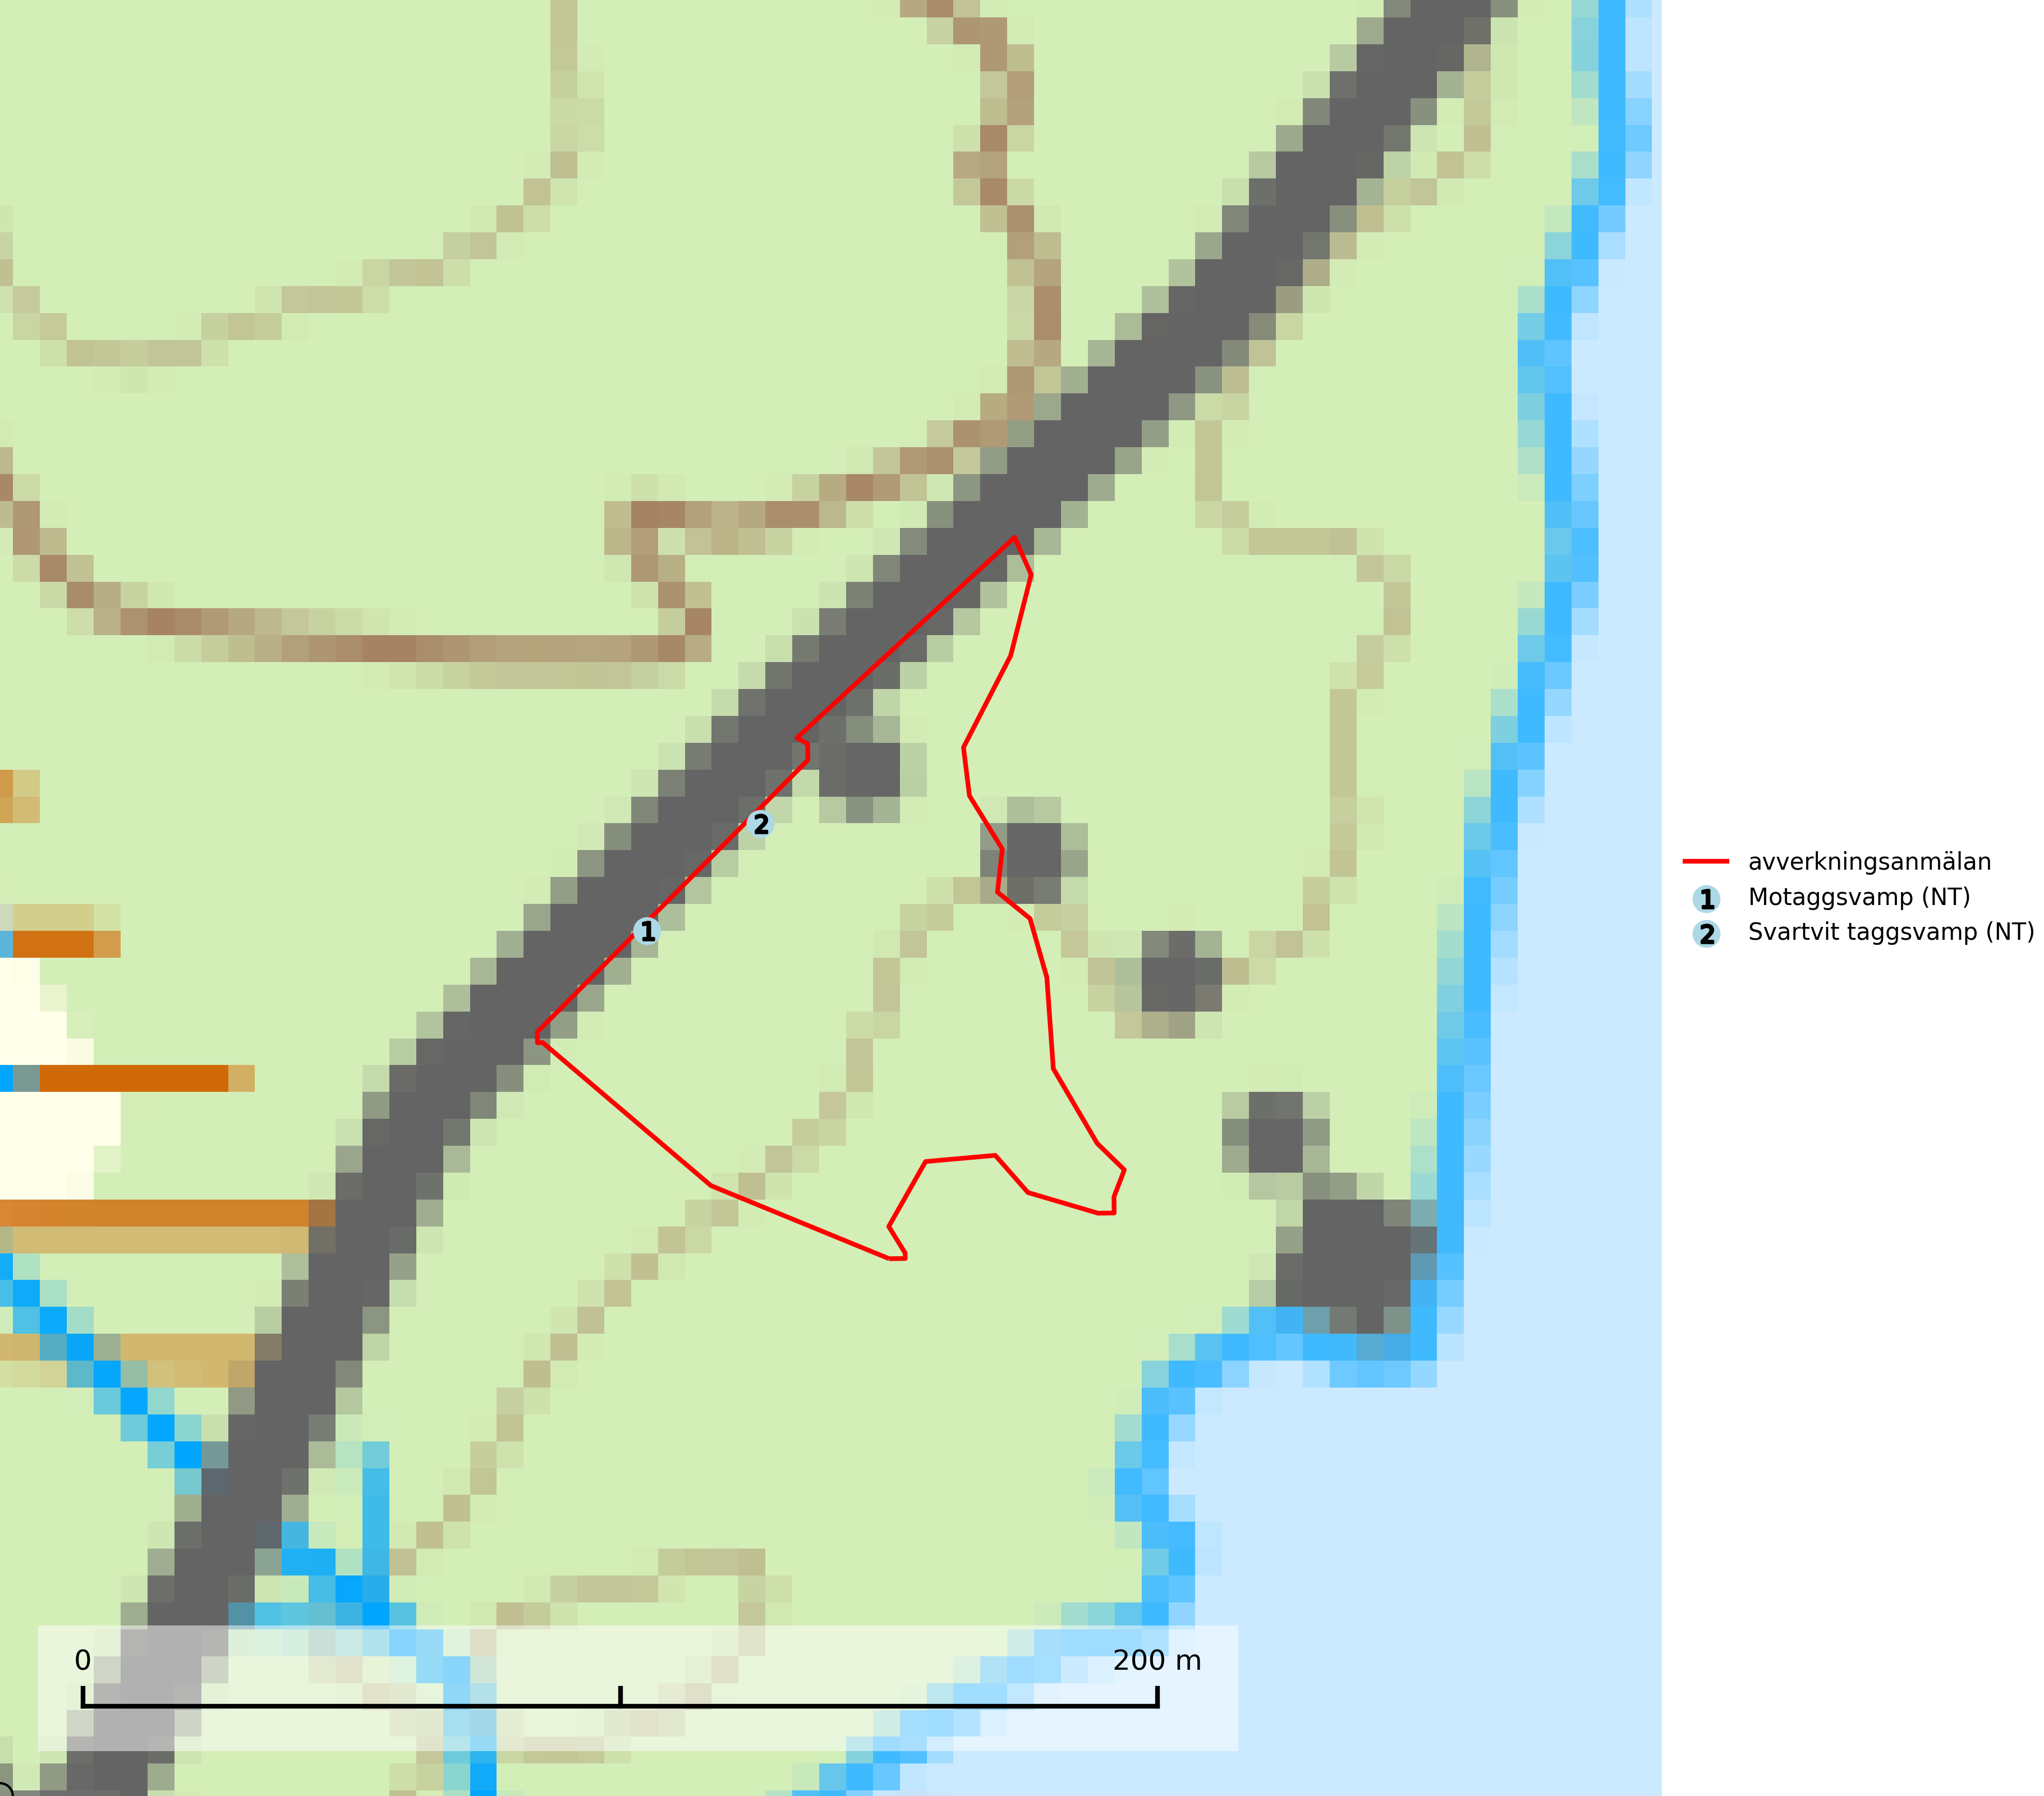 2
1
avverkningsanmälan
1 Motaggsvamp (NT)
2 Svartvit taggsvamp (NT)
0 200 m